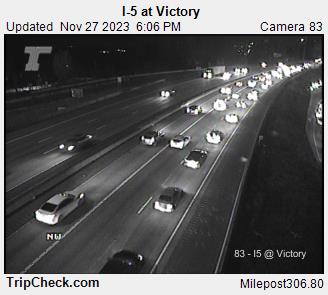 I-5 at Victory
Updated Nov 27 2023 6:06 PM Camera 83
T
NW
83 - I5 @ Victory
TripCheck.com Milepost306.80